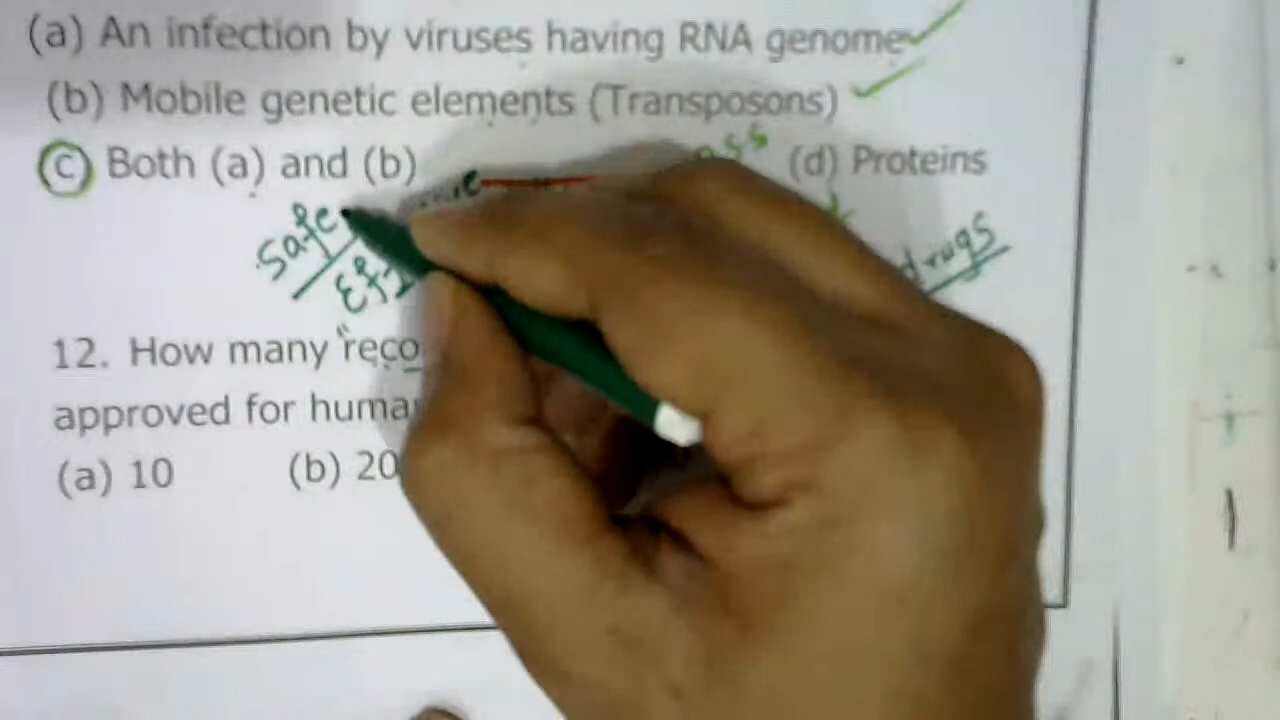 (a) An infection by viruses having RNA genome
(b) Mobile genetic elements (Transposons)
(c) Both (a) and (b)
(d) Proteins
Safe
drugs
12. How many "reco
approved for huma
(a) 10 (b) 20